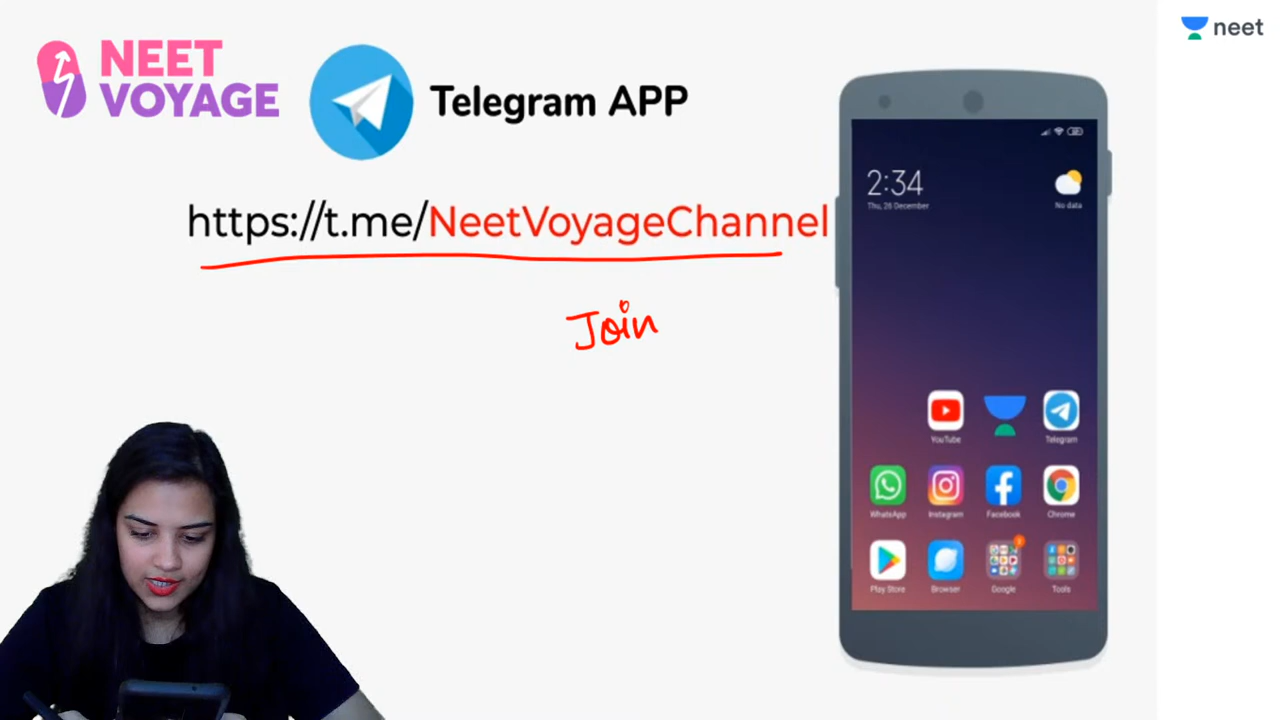 NEET
VOYAGE
Telegram APP
neet
https://t.me/NeetVoyageChannel
Join
2:34
Thu, 26 December
No data
YouTube
Telegram
WhatsApp
Instagram
Facebook
Chrome
Play Store
Browser
Google
Tools